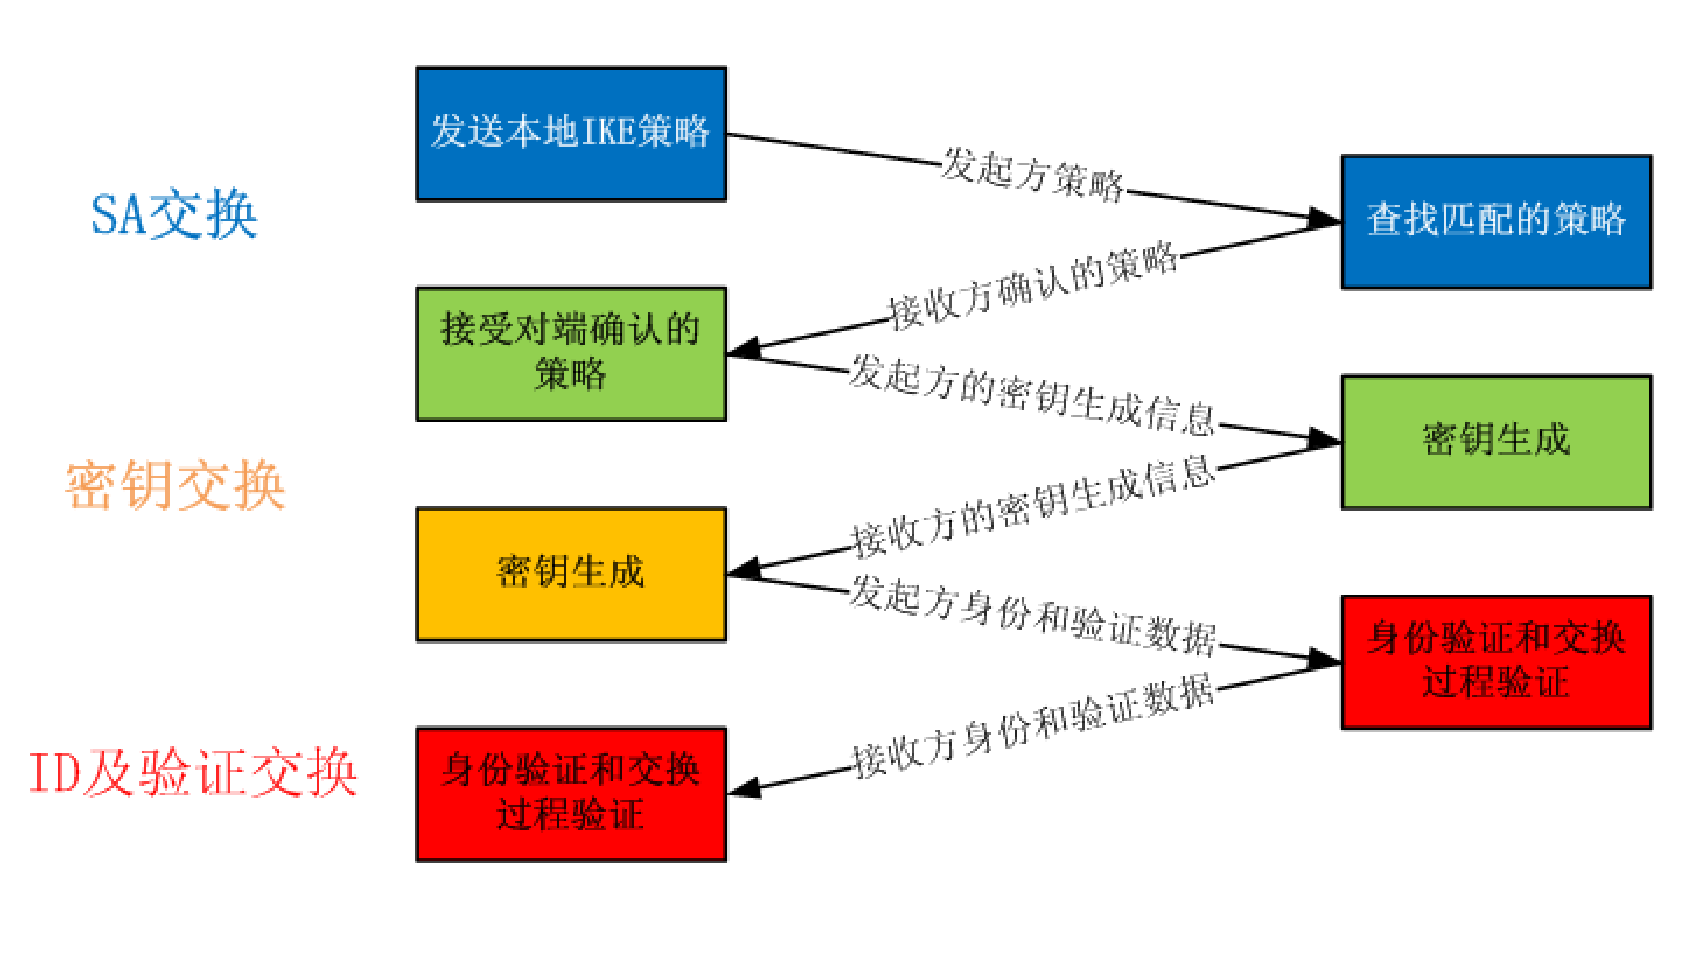 发送本地IKE策略
发起方策略
查找匹配的策略
SA交换
接收方确认的策略
接受对端确认的
策略
发起方的密钥生成信息
密钥生成
密钥交换
接收方的密钥生成信息
密钥生成
发起方身份和验证数据
身份验证和交换
过程验证
ID及验证交换
接收方身份和验证数据
身份验证和交换
过程验证